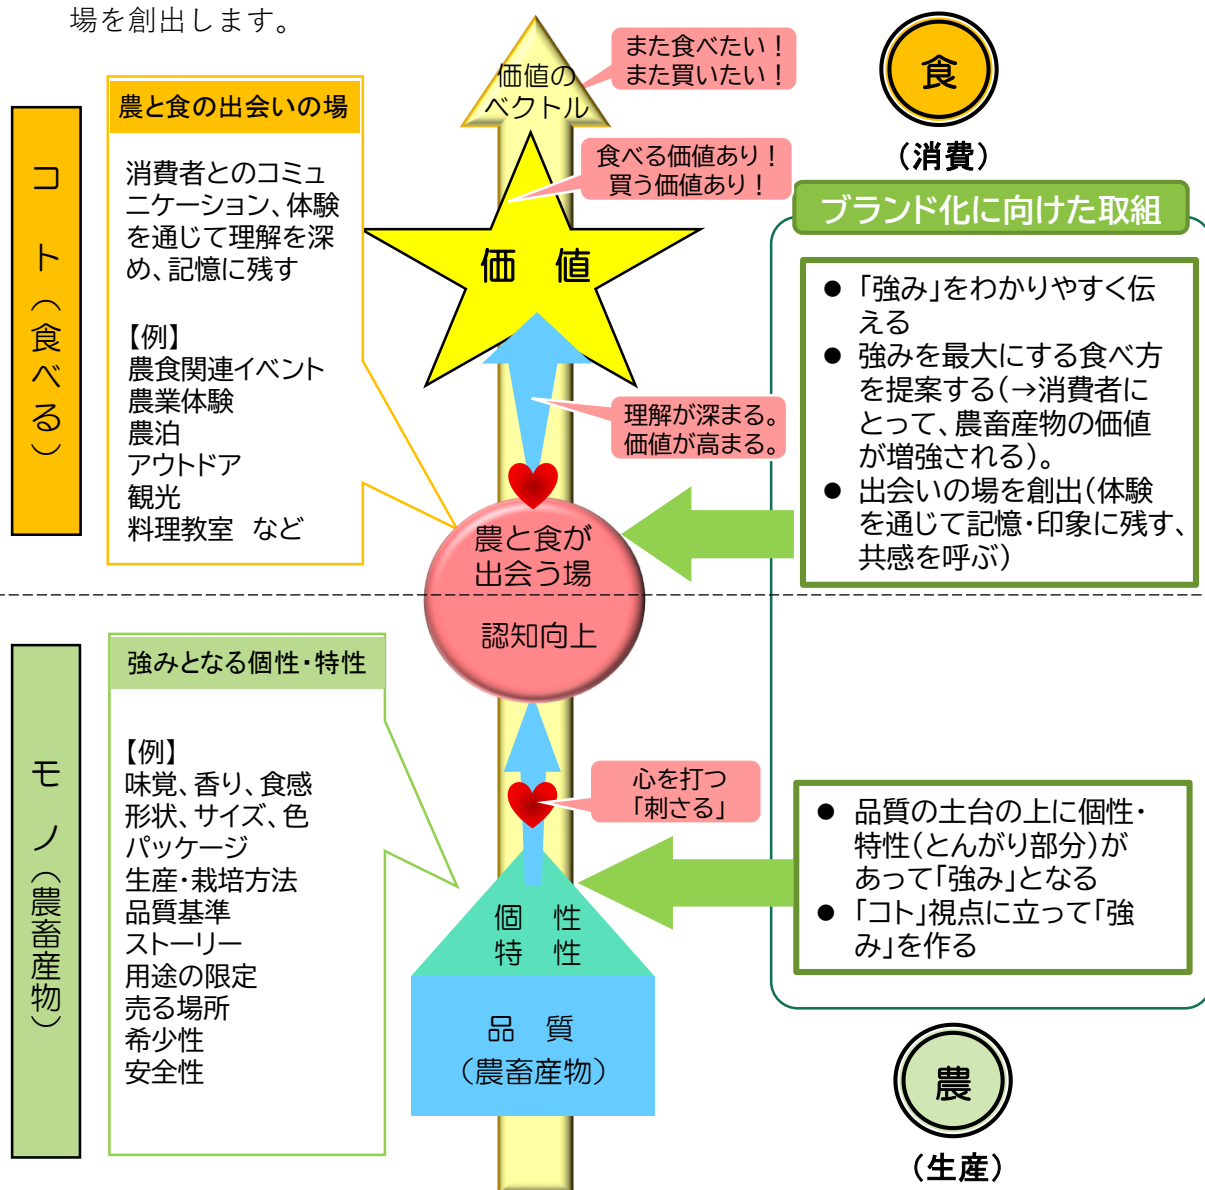 場を創出します。
価値の
ベクトル
また食べたい！
また買いたい！
食
（消費）
コト（食べる）
農と食の出会いの場
消費者とのコミュ
ニケーション、体験
を通じて理解を深
め、記憶に残す
【例】
農食関連イベント
農業体験
農泊
アウトドア
観光
料理教室　など
食べる価値あり！
買う価値あり！
価　値
理解が深まる。
価値が高まる。
ブランド化に向けた取組
● 「強み」をわかりやすく伝
える
● 強みを最大にする食べ方
を提案する（→消費者に
とって、農畜産物の価値
が増強される）。
● 出会いの場を創出（体験
を通じて記憶・印象に残す、
共感を呼ぶ）
農と食が
出会う場
認知向上
モノ（農畜産物）
強みとなる個性・特性
【例】
味覚、香り、食感
形状、サイズ、色
パッケージ
生産・栽培方法
品質基準
ストーリー
用途の限定
売る場所
希少性
安全性
心を打つ
「刺さる」
個　性
特　性
品　質
（農畜産物）
● 品質の土台の上に個性・
特性（とんがり部分）が
あって「強み」となる
● 「コト」視点に立って「強
み」を作る
農
（生産）